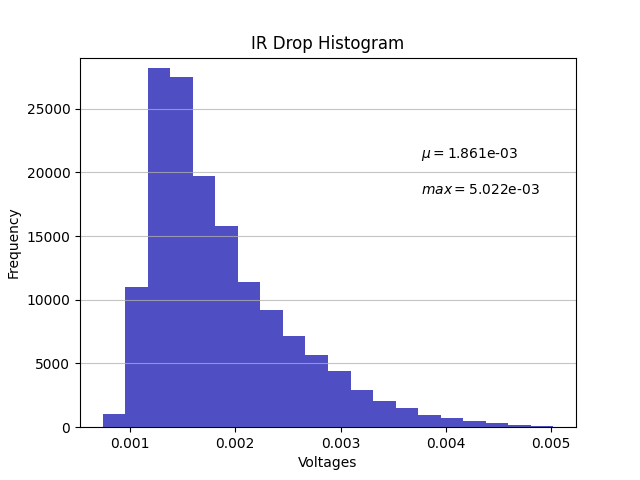 IR Drop Histogram
Frequency
25000
20000
15000
10000
5000
0
μ = 1.861e-03
max = 5.022e-03
0.001 0.002 0.003 0.004 0.005
Voltages